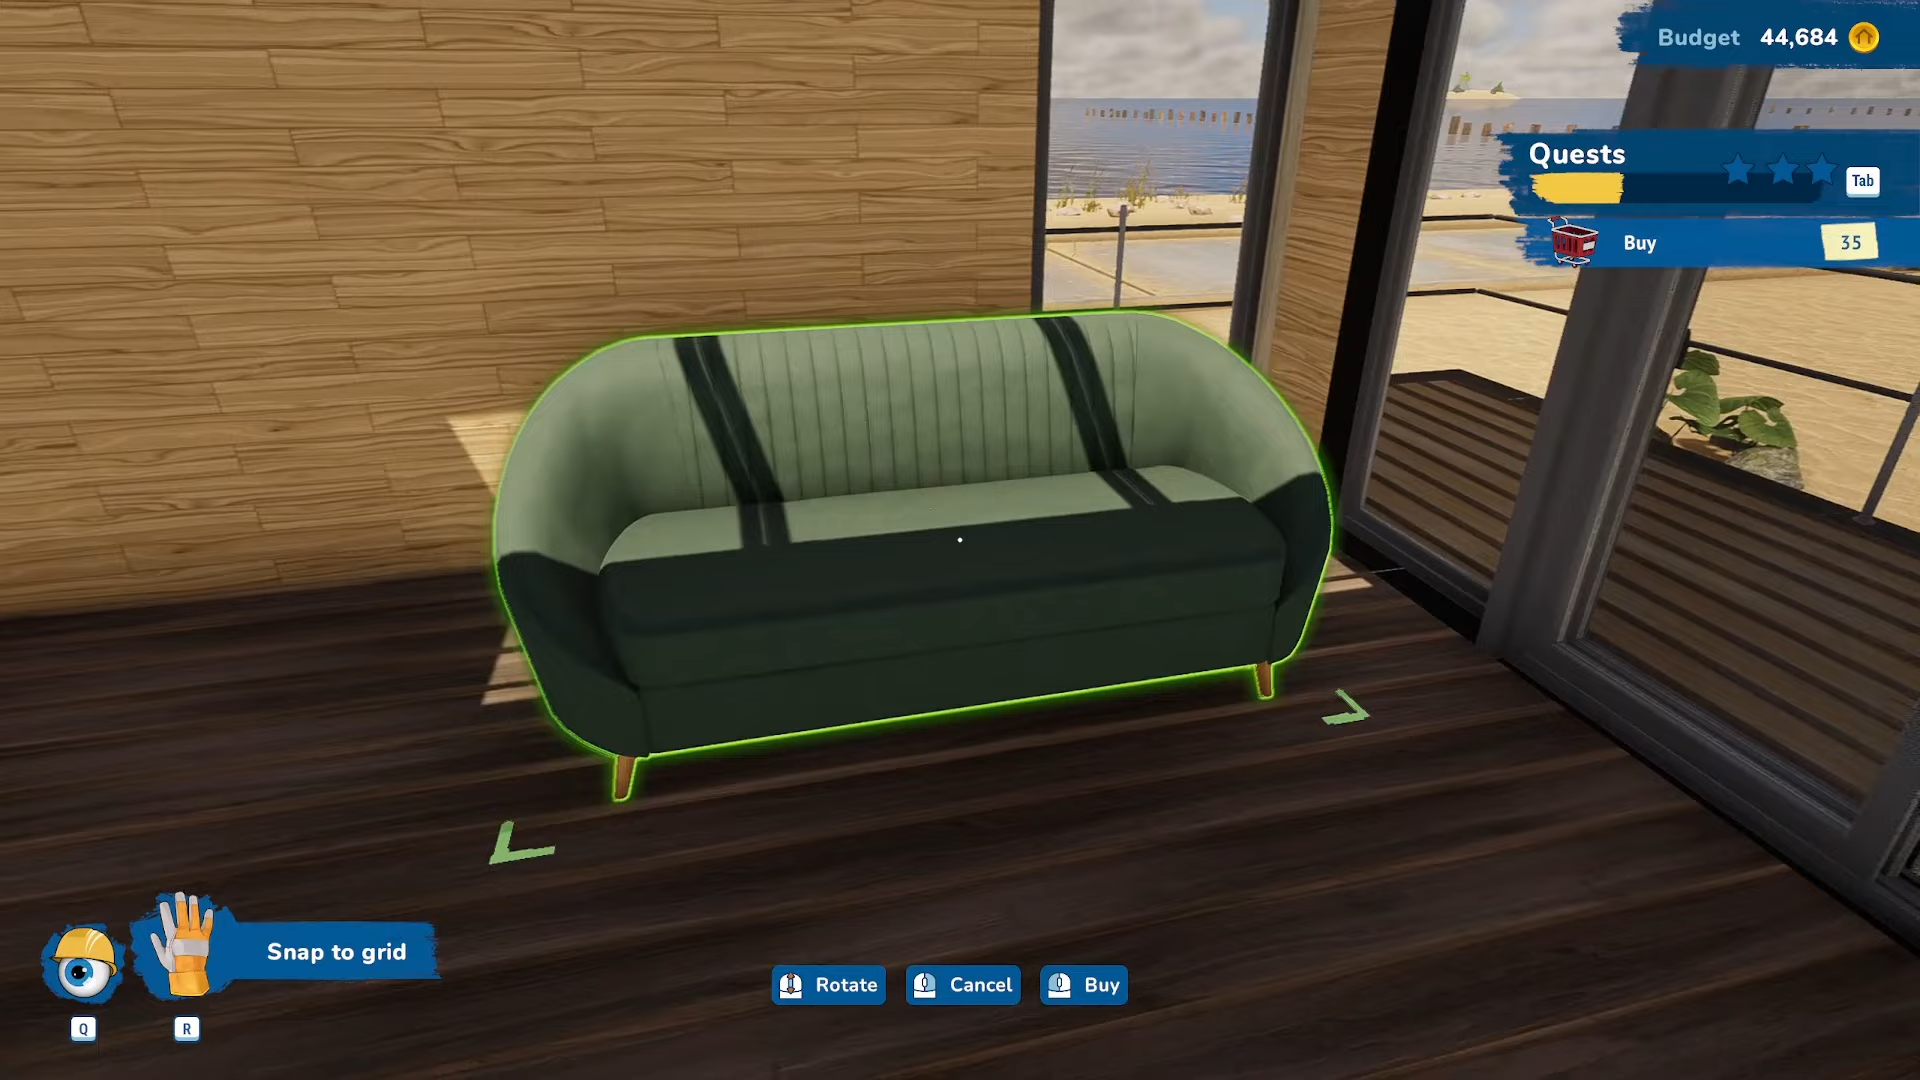 Budget 44,684
Quests
Tab
Buy 35
Snap to grid
Rotate Cancel Buy
Q R